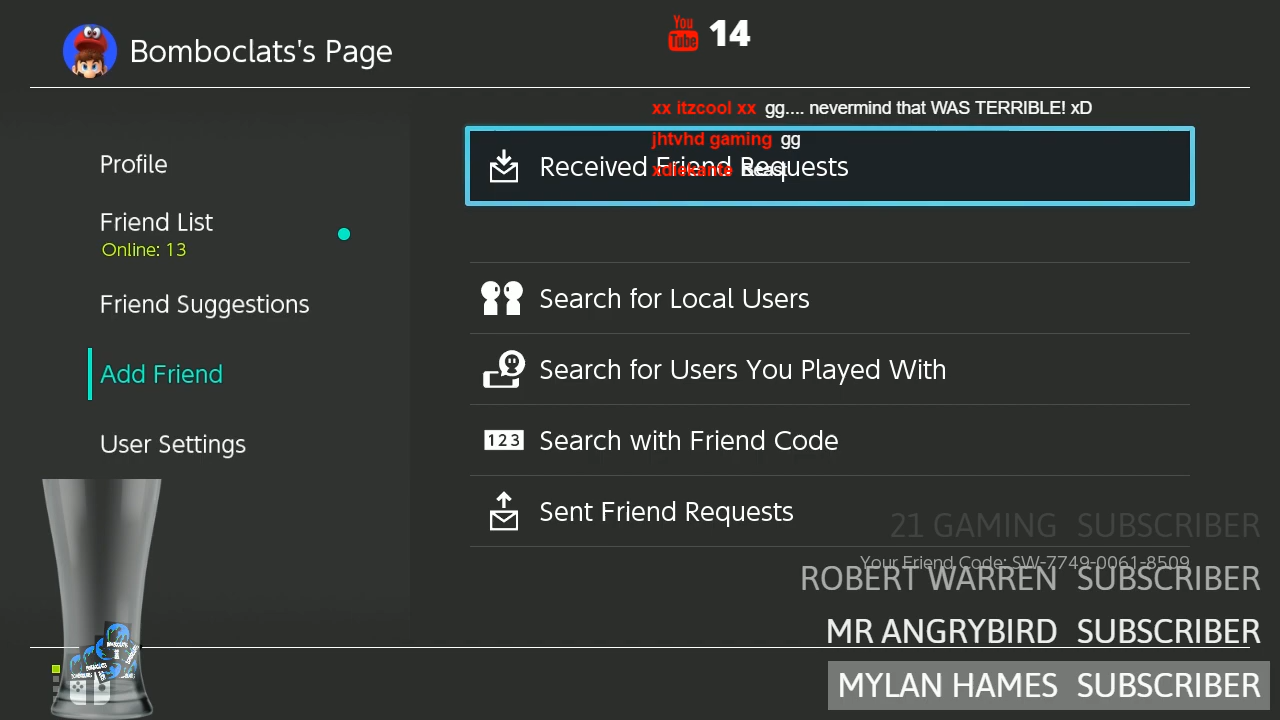 Bomboclats's Page
You Tube 14
xx itzcool xx gg.... nevermind that WAS TERRIBLE! xD
jhtvhd gaming gg
Received Friend Requests
Profile
Friend List
Online: 13
Friend Suggestions
Add Friend
User Settings
Search for Local Users
Search for Users You Played With
123 Search with Friend Code
Sent Friend Requests
21 GAMING SUBSCRIBER
Your Friend Code: SW-7749-0061-8509
ROBERT WARREN SUBSCRIBER
MR ANGRYBIRD SUBSCRIBER
MYLAN HAMES SUBSCRIBER